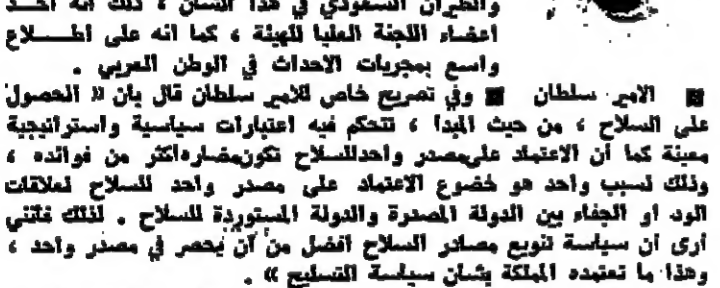 والطيران السعودي في هذا الشأن ، ذلك انه احد
اعضاء اللجنة العليا للهيئة ، كما انه على اطـــلاع
واسع بمجريات الاحداث في الوطن العربي .
■ الامير سلطان ■ وفي تصريح خاص للامير سلطان قال بان « الحصول
على السلاح ، من حيث المبدا ، تتحكم فيه اعتبارات سياسية واستراتيجية
معينة كما أن الاعتماد على مصدر واحد للسلاح تكون مضاره اكثر من فوائده ،
وذلك لسبب واحد هو خضوع الاعتماد على مصدر واحد للسلاح لعلاقات
الود او الجفاء بين الدولة المصدرة والدولة المستوردة للسلاح . لذلك فانني
أرى أن سياسة تنويع مصادر السلاح افضل من أن يحصر في مصدر واحد ،
وهذا ما تعتمده المملكة بشان سياسة التسليح » .